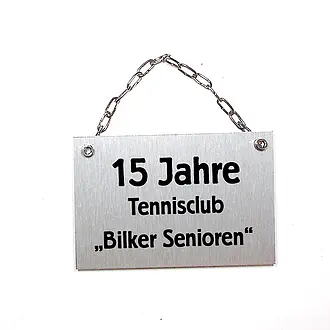 15 Jahre
Tennisclub
„Bilker Senioren“